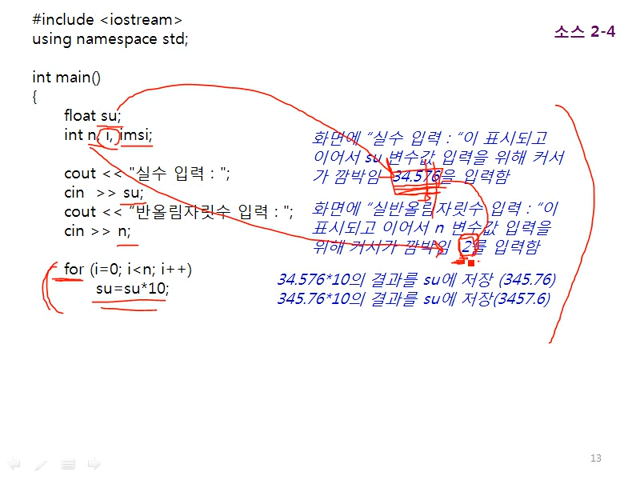 #include <iostream>
using namespace std;
소스 2-4
int main()
{
float su;
int n, i, imsi;
cout << "실수 입력 : ";
cin >> su;
cout << "반올림자릿수 입력 : ";
cin >> n;
for (i=0; i<n; i++)
su=su*10;
화면에 “실수 입력 : “이 표시되고
이어서 su 변수값 입력을 위해 커서
가 깜박임 34.576을 입력함
화면에 “실반올림자릿수 입력 : “이
표시되고 이어서 n 변수값 입력을
위해 커서가 깜박임 2를 입력함
34.576*10의 결과를 su에 저장 (345.76)
345.76*10의 결과를 su에 저장(3457.6)
13